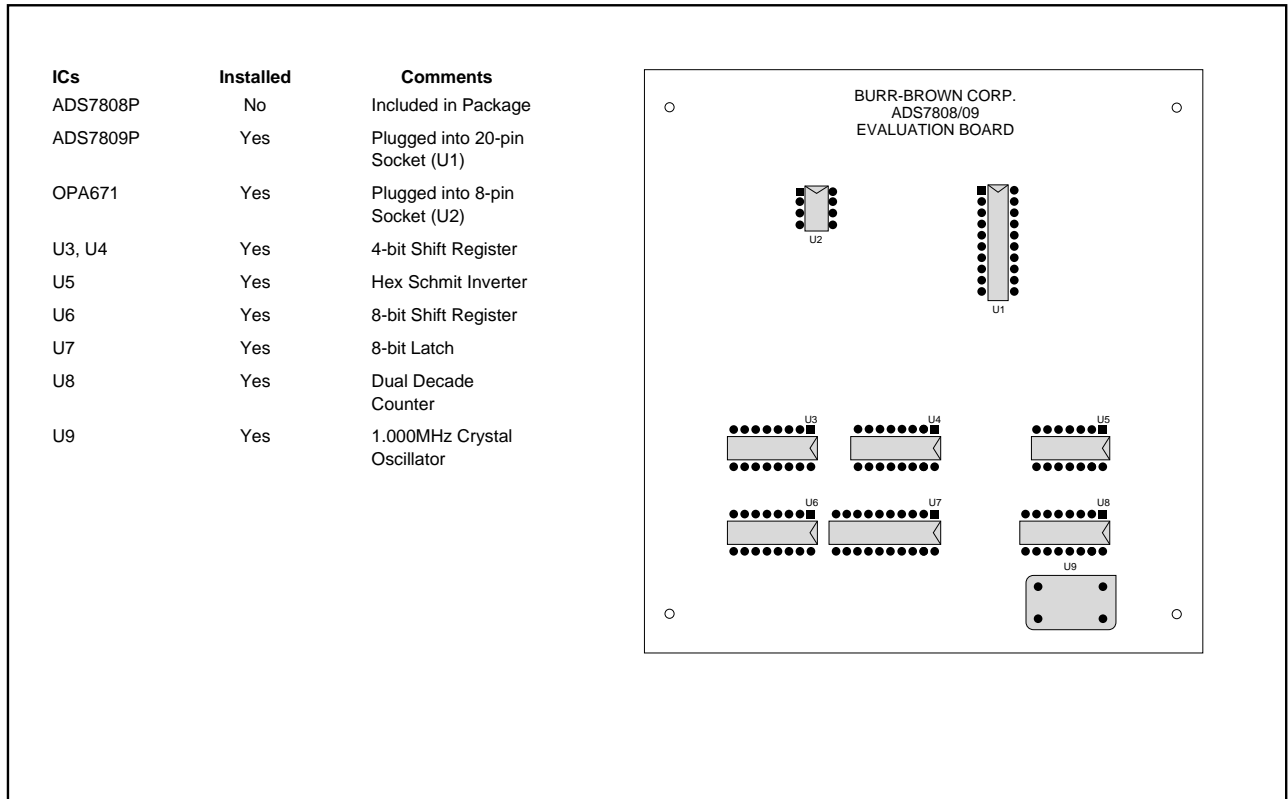 ICs Installed Comments
ADS7808P No Included in Package
ADS7809P Yes Plugged into 20-pin
Socket (U1)
OPA671 Yes Plugged into 8-pin
Socket (U2)
U3, U4 Yes 4-bit Shift Register
U5 Yes Hex Schmit Inverter
U6 Yes 8-bit Shift Register
U7 Yes 8-bit Latch
U8 Yes Dual Decade
Counter
U9 Yes 1.000MHz Crystal
Oscillator
BURR-BROWN CORP.
ADS7808/09
EVALUATION BOARD
U2
U1
U3
U4
U5
U6
U7
U8
U9